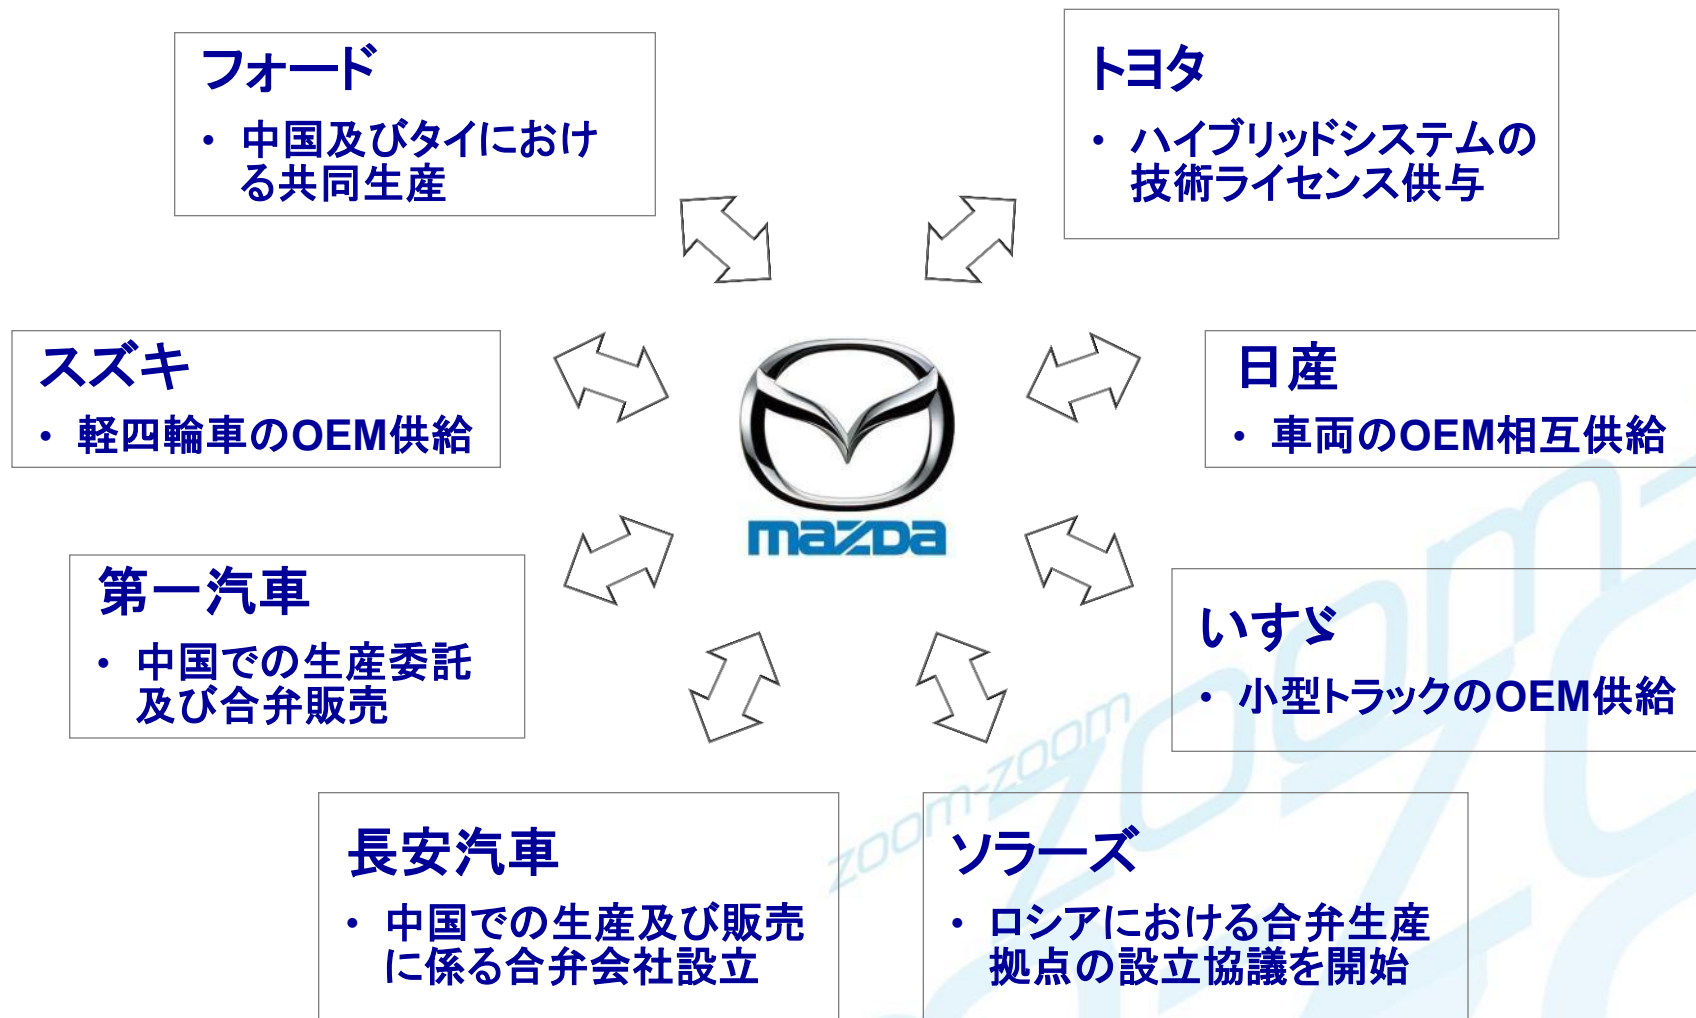 フォード
・ 中国及びタイにおけ
る共同生産
トヨタ
・ ハイブリッドシステムの
技術ライセンス供与
スズキ
・ 軽四輪車のOEM供給
mazda
日産
・ 車両のOEM相互供給
第一汽車
・ 中国での生産委託
及び合弁販売
いすゞ
・ 小型トラックのOEM供給
長安汽車
・ 中国での生産及び販売
に係る合弁会社設立
ソラーズ
・ ロシアにおける合弁生産
拠点の設立協議を開始
zoom-zoom
zoom